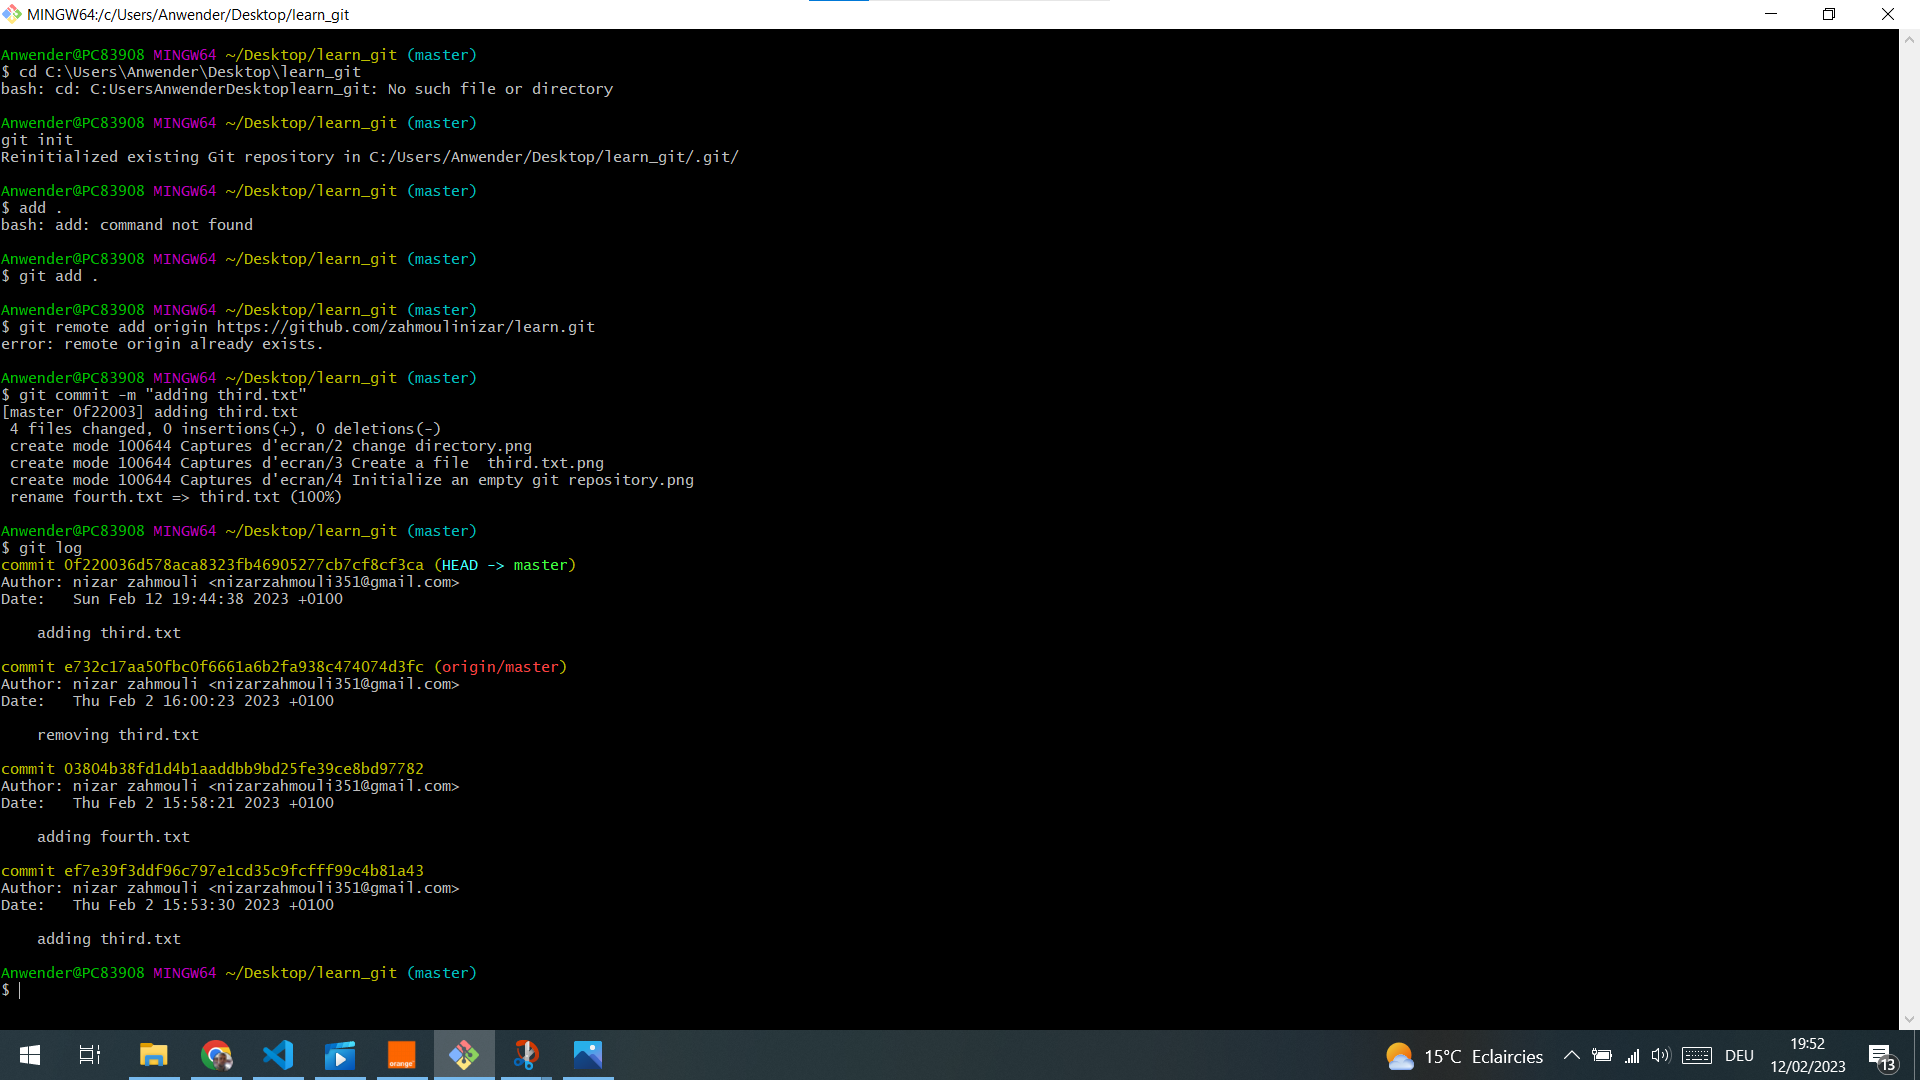 MINGW64:/c/Users/Anwender/Desktop/learn_git
Anwender@PC83908 MINGW64 ~/Desktop/learn_git (master)
$ cd C:\Users\Anwender\Desktop\learn_git
bash: cd: C:UsersAnwenderDesktoplearn_git: No such file or directory
Anwender@PC83908 MINGW64 ~/Desktop/learn_git (master)
git init
Reinitialized existing Git repository in C:/Users/Anwender/Desktop/learn_git/.git/
Anwender@PC83908 MINGW64 ~/Desktop/learn_git (master)
$ add .
bash: add: command not found
Anwender@PC83908 MINGW64 ~/Desktop/learn_git (master)
$ git add .
Anwender@PC83908 MINGW64 ~/Desktop/learn_git (master)
$ git remote add origin https://github.com/zahmoulinizar/learn.git
error: remote origin already exists.
Anwender@PC83908 MINGW64 ~/Desktop/learn_git (master)
$ git commit -m "adding third.txt"
[master 0f22003] adding third.txt
 4 files changed, 0 insertions(+), 0 deletions(-)
 create mode 100644 Captures d'ecran/2 change directory.png
 create mode 100644 Captures d'ecran/3 Create a file  third.txt.png
 create mode 100644 Captures d'ecran/4 Initialize an empty git repository.png
 rename fourth.txt => third.txt (100%)
Anwender@PC83908 MINGW64 ~/Desktop/learn_git (master)
$ git log
commit 0f220036d578aca8323fb46905277cb7cf8cf3ca (HEAD -> master)
Author: nizar zahmouli <nizarzahmouli351@gmail.com>
Date:   Sun Feb 12 19:44:38 2023 +0100
    adding third.txt
commit e732c17aa50fbc0f6661a6b2fa938c474074d3fc (origin/master)
Author: nizar zahmouli <nizarzahmouli351@gmail.com>
Date:   Thu Feb 2 16:00:23 2023 +0100
    removing third.txt
commit 03804b38fd1d4b1aaddbb9bd25fe39ce8bd97782
Author: nizar zahmouli <nizarzahmouli351@gmail.com>
Date:   Thu Feb 2 15:58:21 2023 +0100
    adding fourth.txt
commit ef7e39f3ddf96c797e1cd35c9fcfff99c4b81a43
Author: nizar zahmouli <nizarzahmouli351@gmail.com>
Date:   Thu Feb 2 15:53:30 2023 +0100
    adding third.txt
Anwender@PC83908 MINGW64 ~/Desktop/learn_git (master)
$
orange
15°C Eclaircies
DEU
19:52
12/02/2023
13